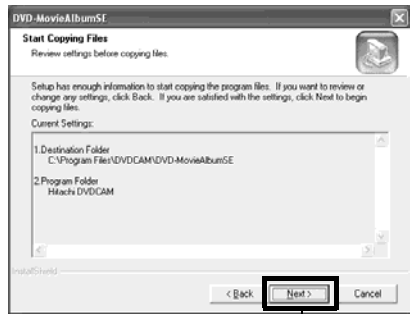 DVD-MovieAlbumSE
Start Copying Files
Review settings before copying files.
Setup has enough information to start copying the program files. If you want to review or
change any settings, click Back. If you are satisfied with the settings, click Next to begin
copying files.
Current Settings:
1.Destination Folder
C:\Program Files\DVDCAM\DVD-MovieAlbumSE
2.Program Folder
Hitachi DVDCAM
InstallShield
< Back
Next >
Cancel